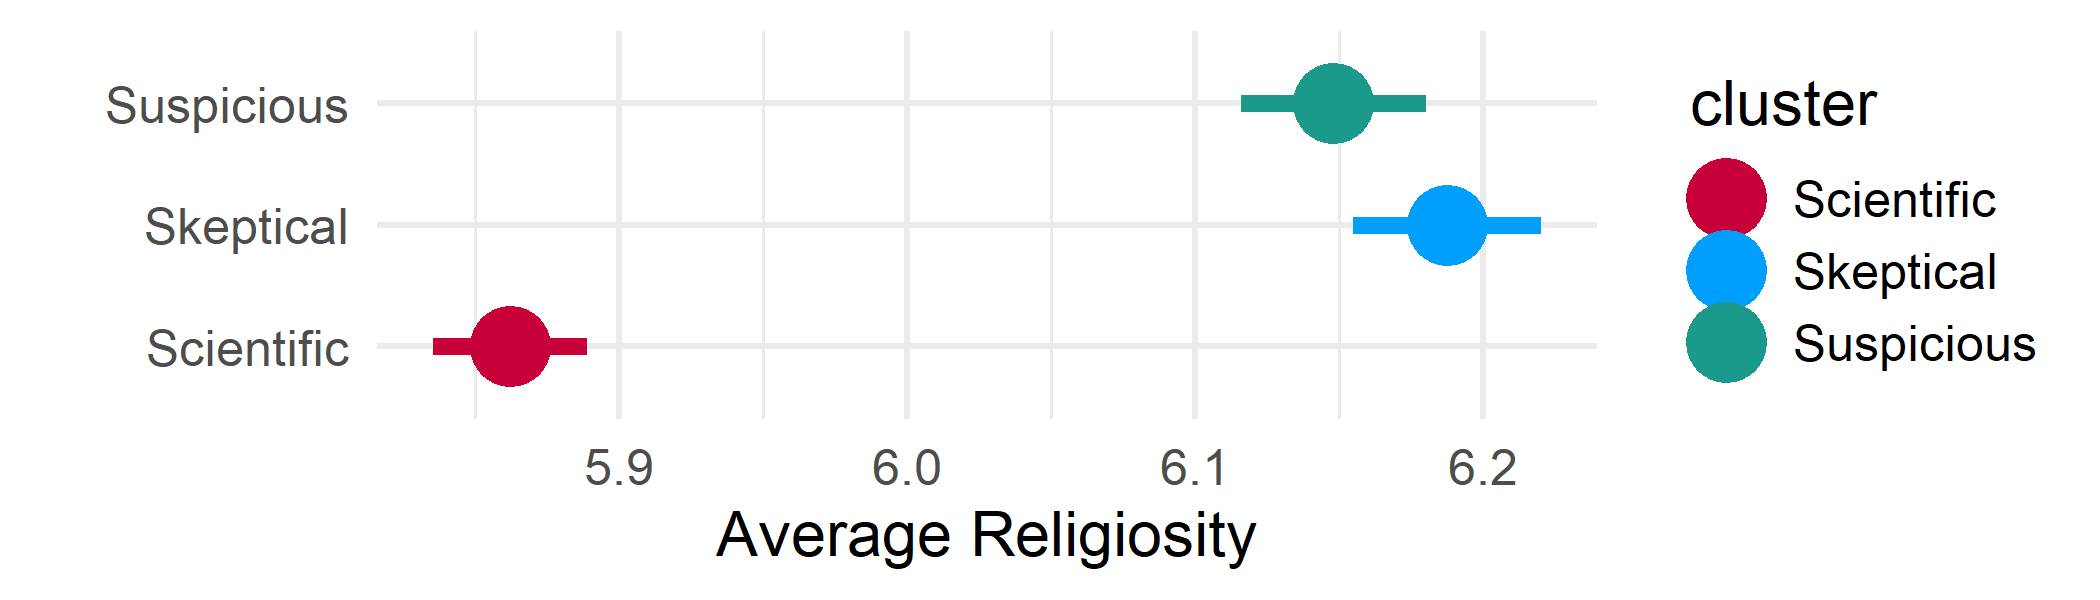 Suspicious
Skeptical
Scientific
5.9 6.0 6.1 6.2
Average Religiosity
cluster
Scientific
Skeptical
Suspicious